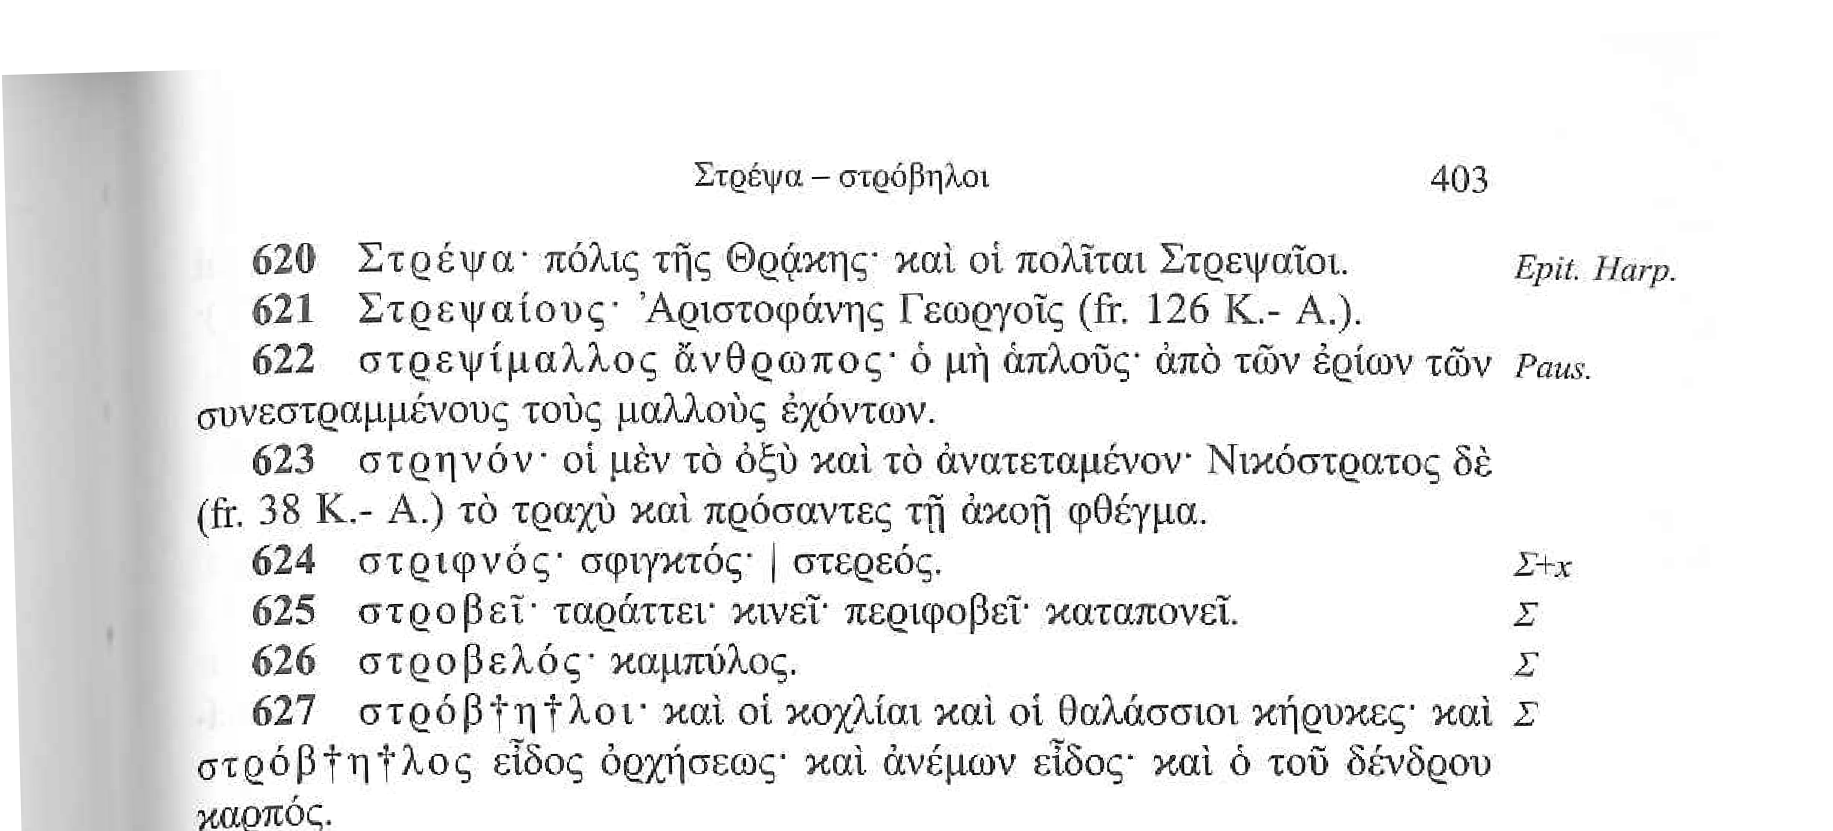 Στρέψα – στρόβηλοι 403
620 Στρέψα· πόλις τῆς Θρᾴκης· καὶ οἱ πολῖται Στρεψαῖοι. Epit. Harp.
621 Στρεψαίους· Ἀριστοφάνης Γεωργοῖς (fr. 126 K.- A.).
622 στρεψίμαλλος ἄνθρωπος· ὁ μὴ ἁπλοῦς· ἀπὸ τῶν ἐρίων τῶν Paus.
συνεστραμμένους τοὺς μαλλοὺς ἐχόντων.
623 στρηνόν· οἱ μὲν τὸ ὀξὺ καὶ τὸ ἀνατεταμένον· Νικόστρατος δὲ
(fr. 38 K.- A.) τὸ τραχὺ καὶ πρόσαντες τῇ ἀκοῇ φθέγμα.
624 στριφνός· σφιγκτός· | στερεός. Σ+x
625 στροβεῖ· ταράττει· κινεῖ· περιφοβεῖ· καταπονεῖ. Σ
626 στροβελός· καμπύλος. Σ
627 στρόβ†η†λοι· καὶ οἱ κοχλίαι καὶ οἱ θαλάσσιοι κήρυκες· καὶ Σ
στρόβ†η†λος εἶδος ὀρχήσεως· καὶ ἀνέμων εἶδος· καὶ ὁ τοῦ δένδρου
καρπός.